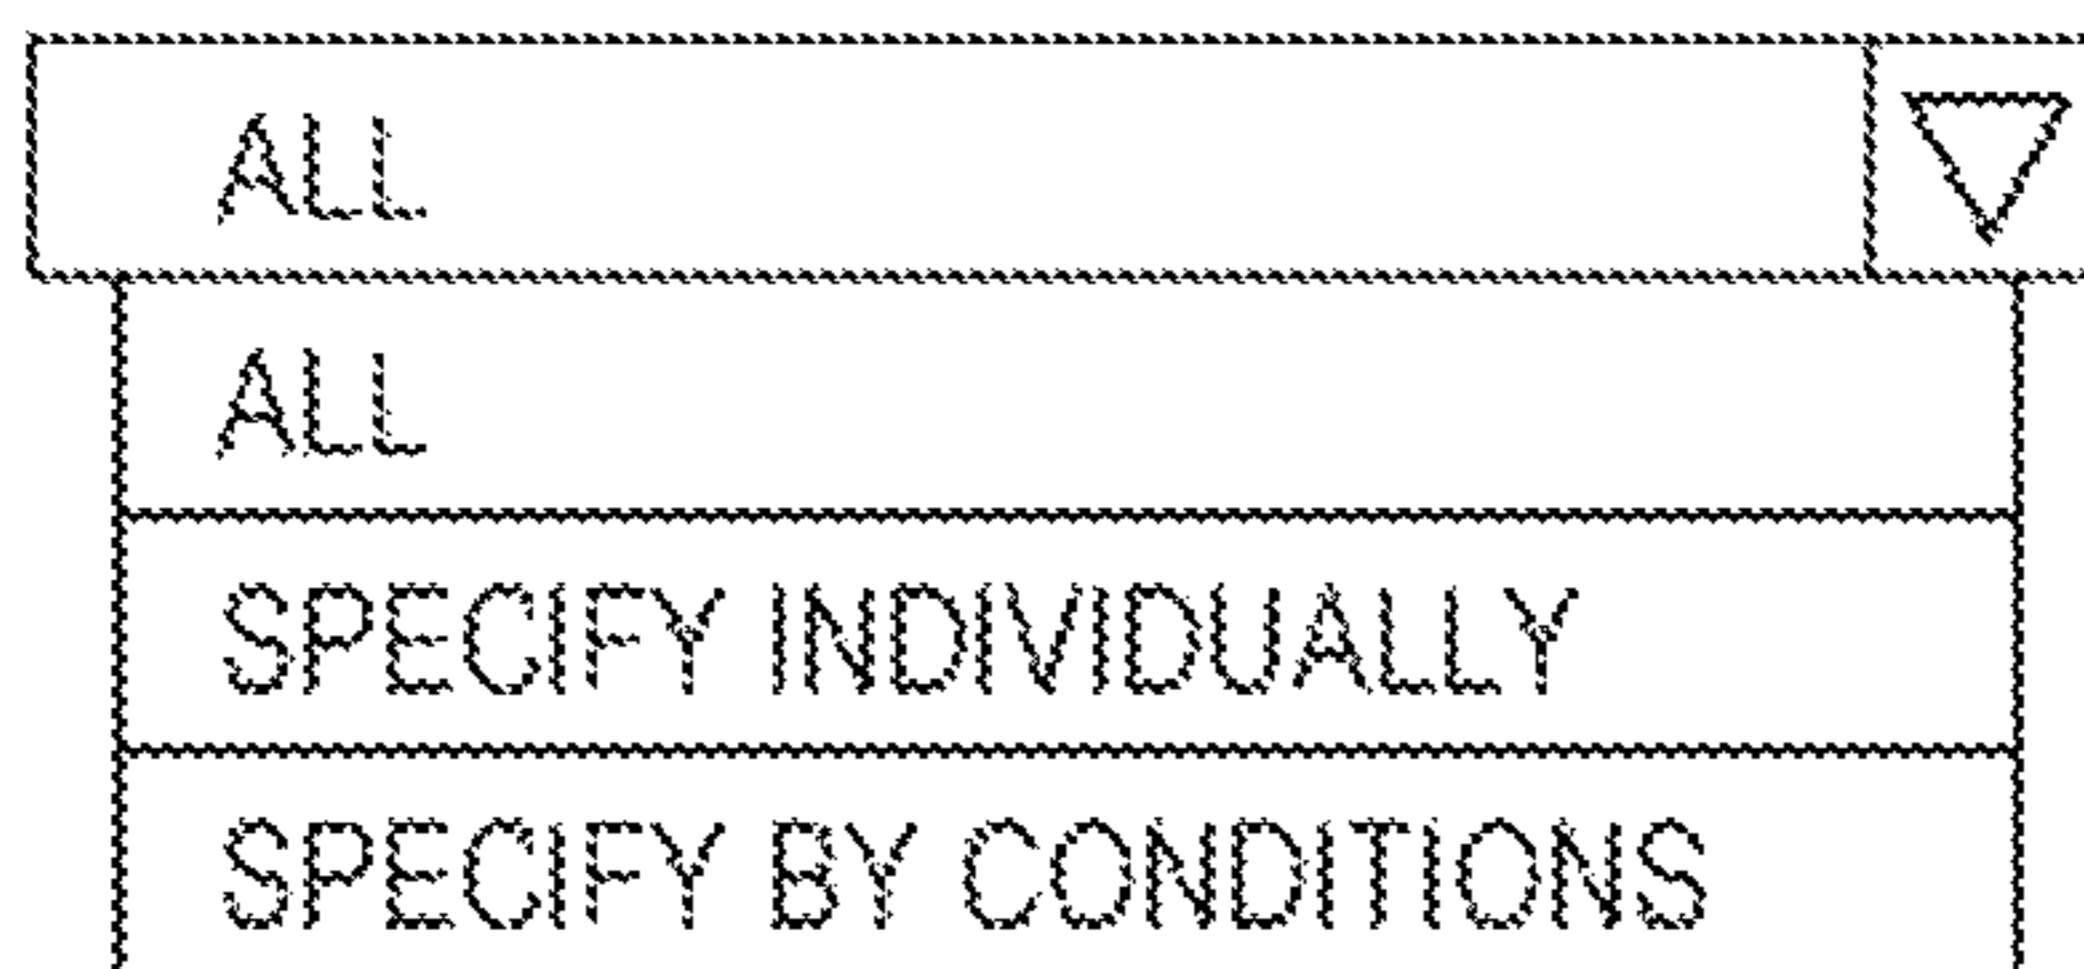 ALL
ALL
SPECIFY INDIVIDUALLY
SPECIFY BY CONDITIONS